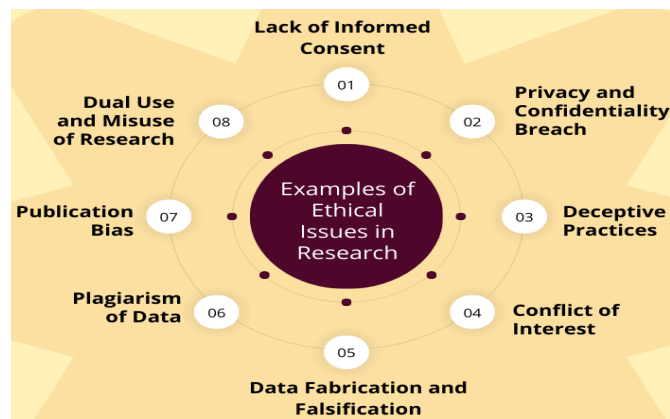 Examples of
Ethical
Issues in
Research
01
Lack of Informed
Consent
02
Privacy and
Confidentiality
Breach
03
Deceptive
Practices
04
Conflict of
Interest
05
Data Fabrication and
Falsification
06
Plagiarism
of Data
07
Publication
Bias
08
Dual Use
and Misuse
of Research